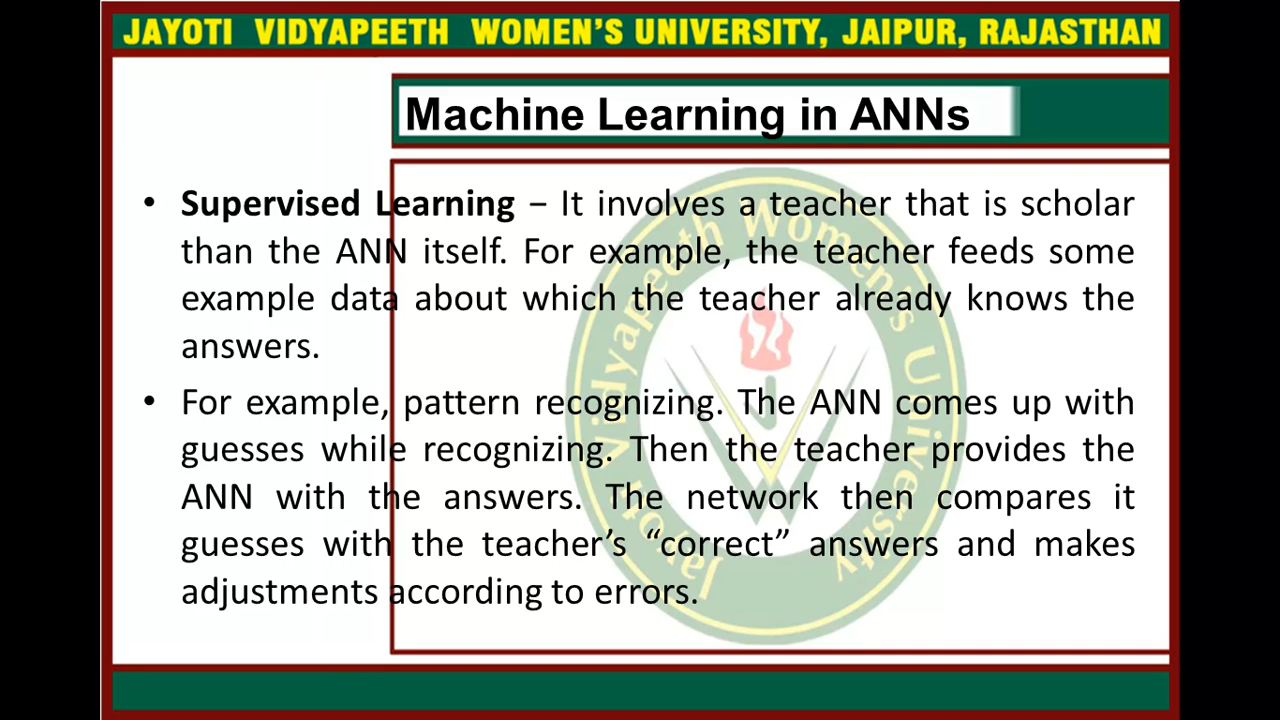 JAYOTI VIDYAPEETH WOMEN'S UNIVERSITY, JAIPUR, RAJASTHAN
Machine Learning in ANNs
• Supervised Learning − It involves a teacher that is scholar
than the ANN itself. For example, the teacher feeds some
example data about which the teacher already knows the
answers.
• For example, pattern recognizing. The ANN comes up with
guesses while recognizing. Then the teacher provides the
ANN with the answers. The network then compares it
guesses with the teacher’s “correct” answers and makes
adjustments according to errors.
Jayoti Vidyapeeth Women's University